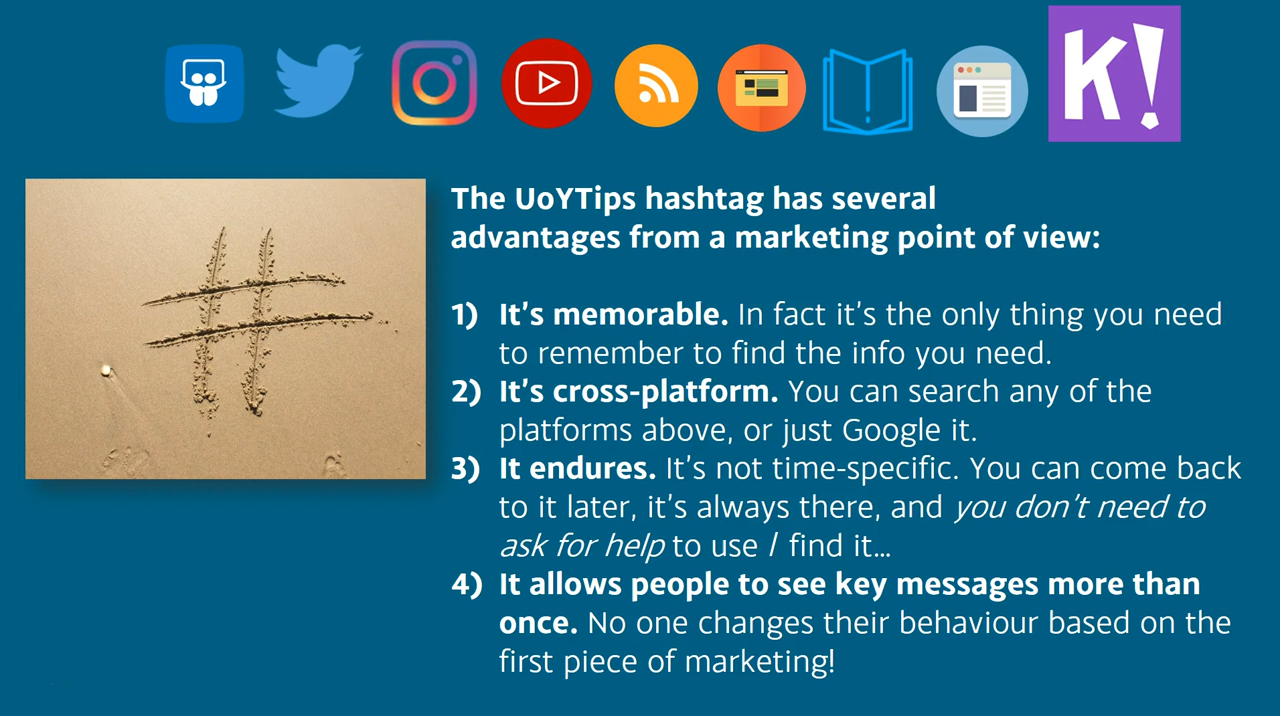 K!
The UoYTips hashtag has several
advantages from a marketing point of view:
1) It's memorable. In fact it's the only thing you need
to remember to find the info you need.
2) It's cross-platform. You can search any of the
platforms above, or just Google it.
3) It endures. It's not time-specific. You can come back
to it later, it's always there, and you don't need to
ask for help to use / find it...
4) It allows people to see key messages more than
once. No one changes their behaviour based on the
first piece of marketing!
#